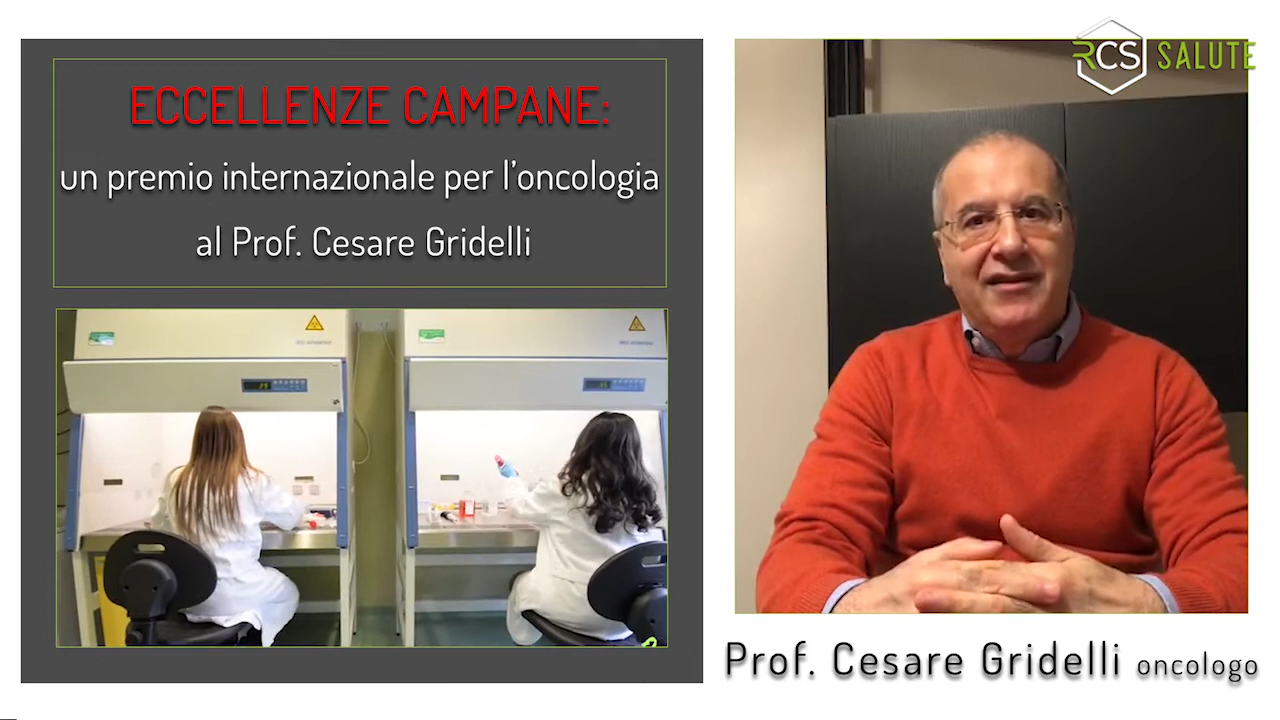 ECCELLENZE CAMPANE:
un premio internazionale per l'oncologia
al Prof. Cesare Gridelli
RCS SALUTE
Prof. Cesare Gridelli oncologo